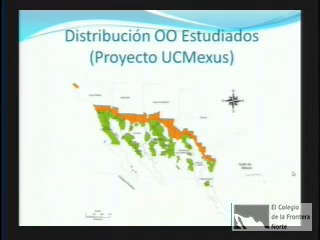 Distribución OO Estudiados
(Proyecto UCMexus)
El Colegio
de la Frontera
Norte